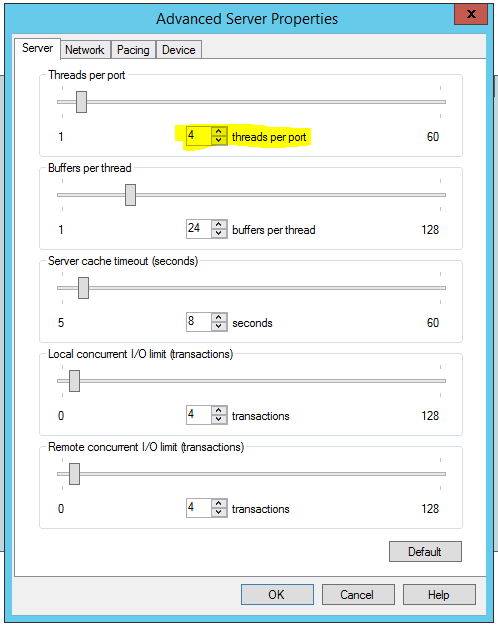 Advanced Server Properties
x
Server Network Pacing Device
Threads per port
1 4 threads per port 60
Buffers per thread
1 24 buffers per thread 128
Server cache timeout (seconds)
5 8 seconds 60
Local concurrent I/O limit (transactions)
0 4 transactions 128
Remote concurrent I/O limit (transactions)
0 4 transactions 128
Default
OK Cancel Help